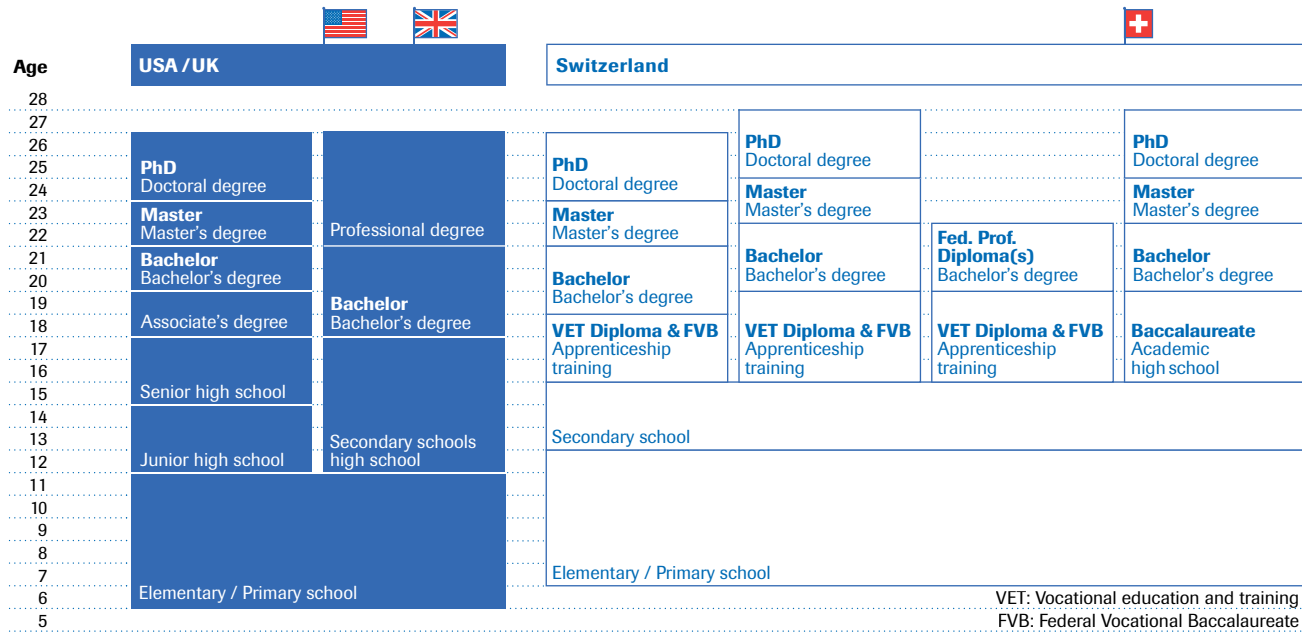 Age
USA / UK
Switzerland
28
27
26
25
24
23
22
21
20
19
18
17
16
15
14
13
12
11
10
9
8
7
6
5
PhD
Doctoral degree
Master
Master's degree
Bachelor
Bachelor's degree
Associate's degree
Senior high school
Junior high school
Professional degree
Bachelor
Bachelor's degree
Secondary schools
high school
Elementary / Primary school
PhD
Doctoral degree
Master
Master's degree
Bachelor
Bachelor's degree
VET Diploma & FVB
Apprenticeship
training
PhD
Doctoral degree
Master
Master's degree
Bachelor
Bachelor's degree
VET Diploma & FVB
Apprenticeship
training
Fed. Prof.
Diploma(s)
Bachelor's degree
VET Diploma & FVB
Apprenticeship
training
PhD
Doctoral degree
Master
Master's degree
Bachelor
Bachelor's degree
Baccalaureate
Academic
high school
Secondary school
Elementary / Primary school
VET: Vocational education and training
FVB: Federal Vocational Baccalaureate